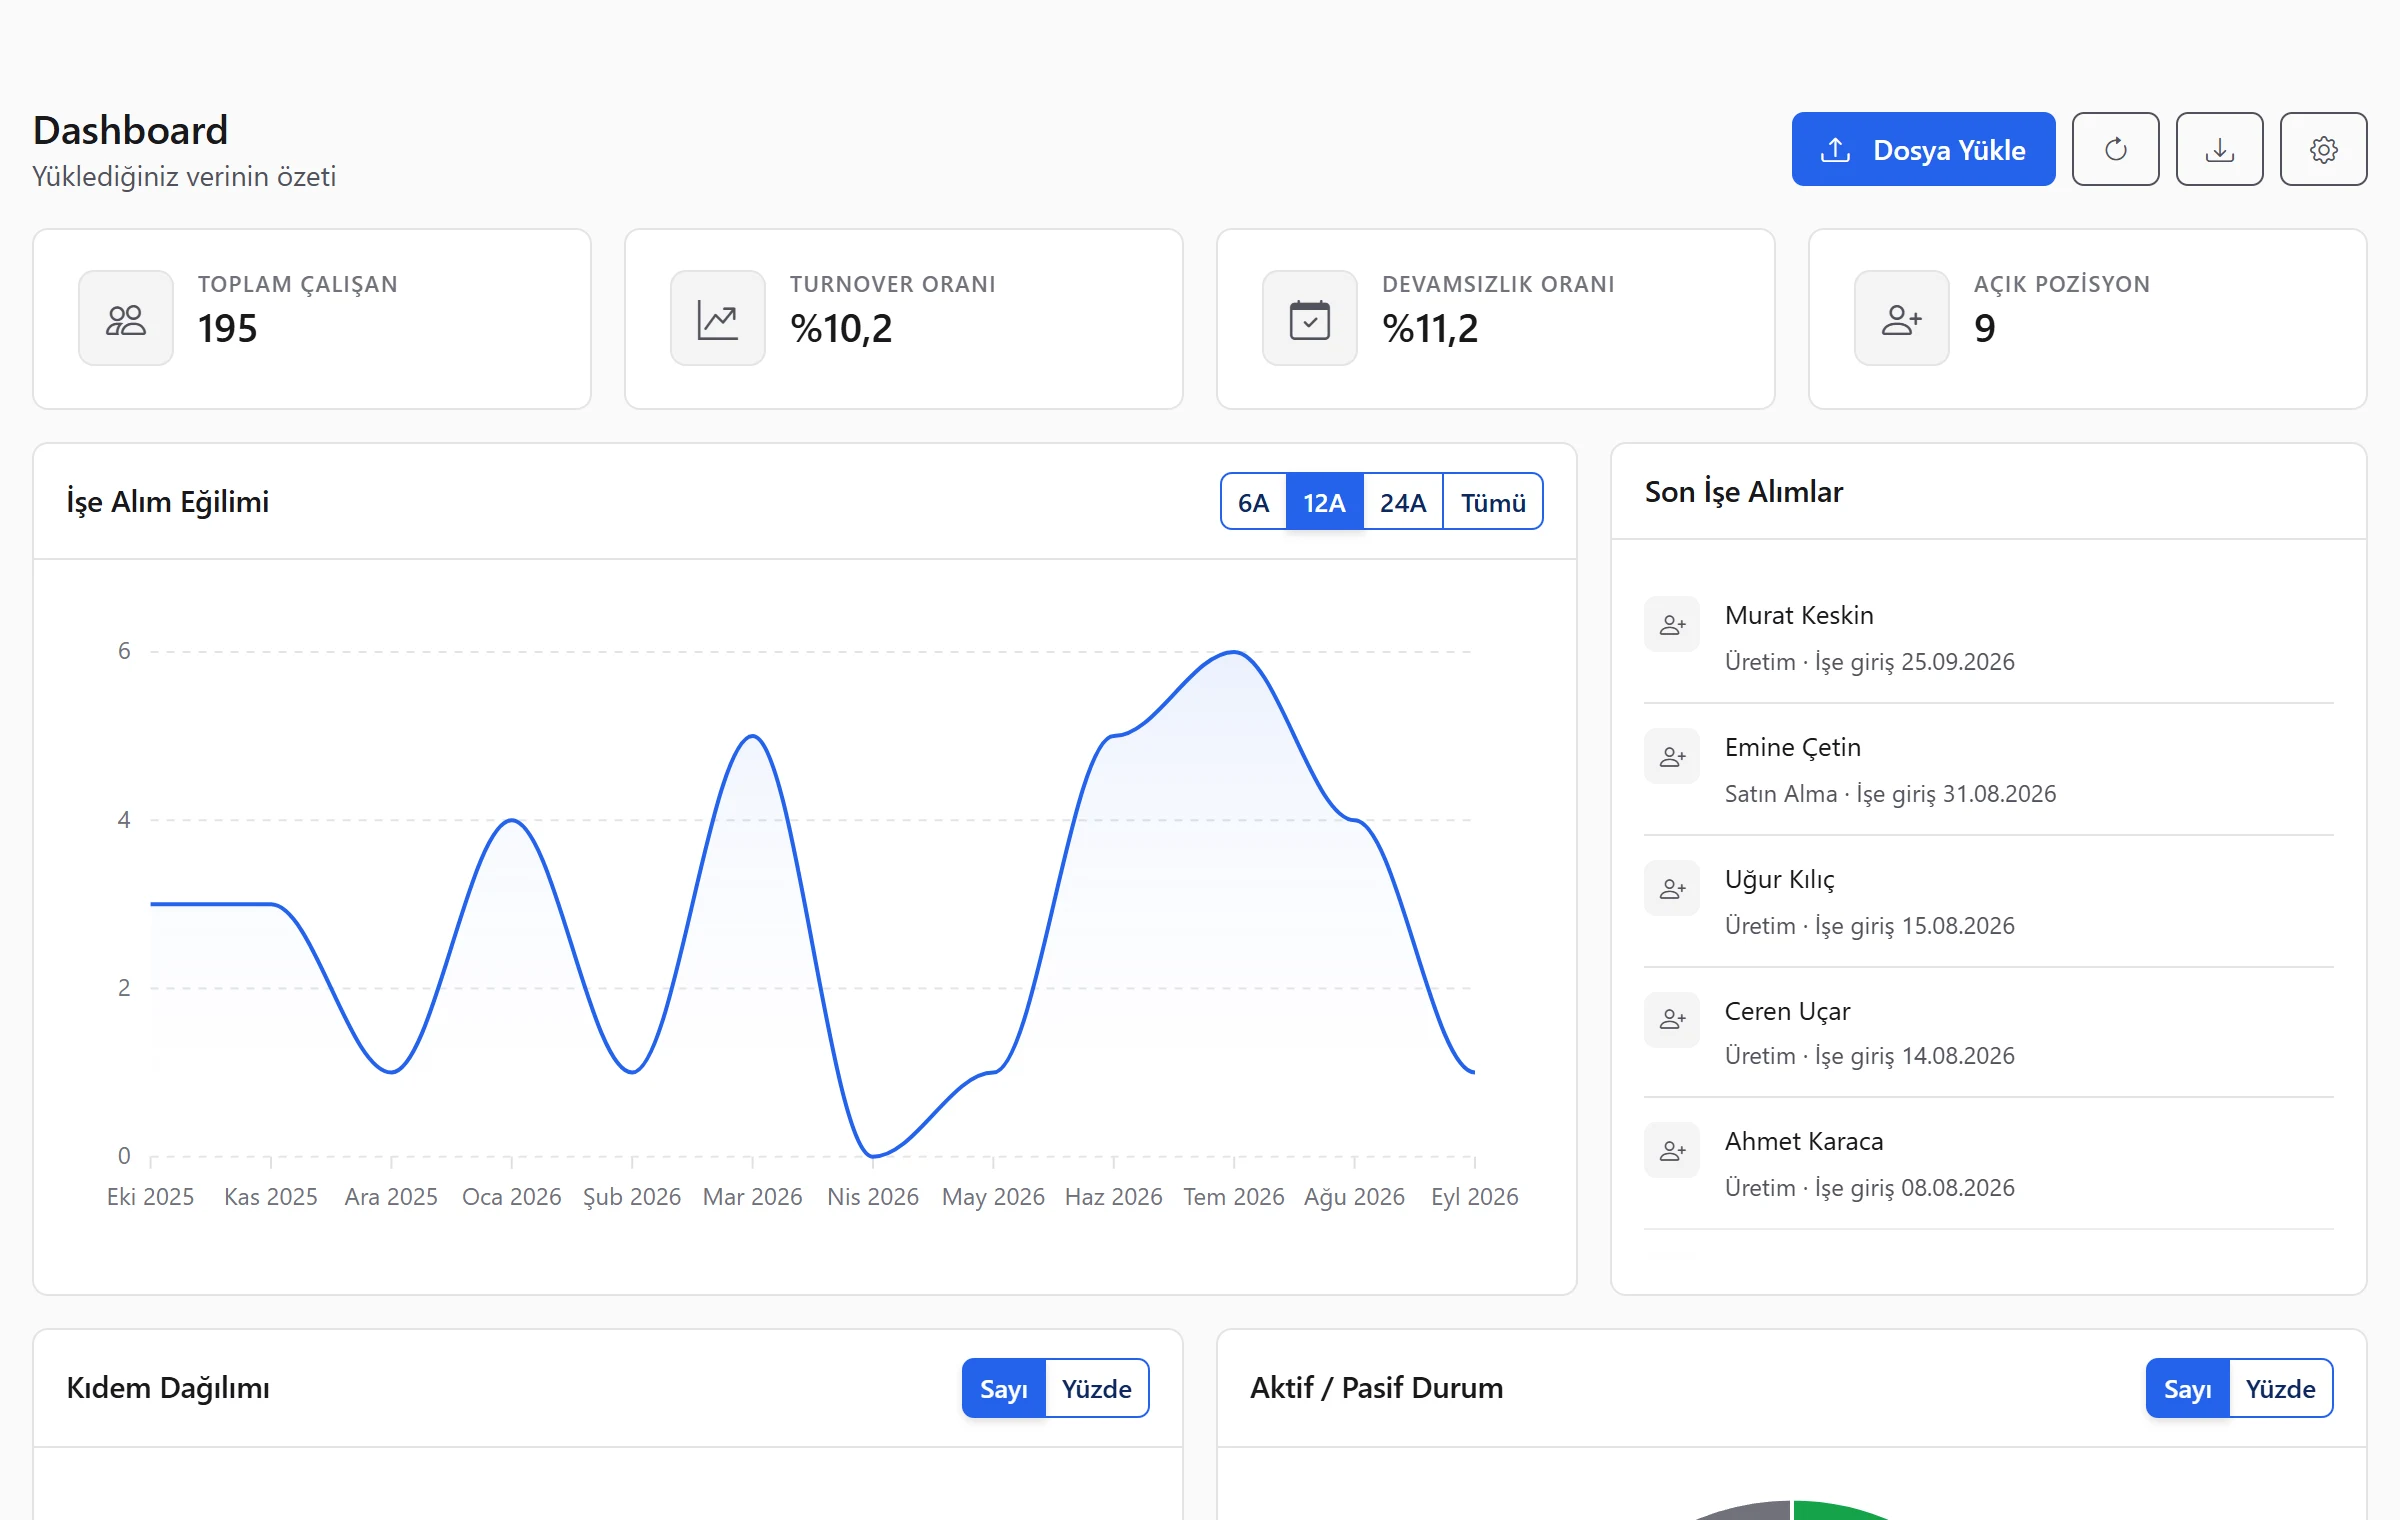 Dashboard
Yüklediğiniz verinin özeti
Dosya Yükle
TOPLAM ÇALIŞAN
195
TURNOVER ORANI
%10,2
DEVAMSIZLIK ORANI
%11,2
AÇIK POZİSYON
9
İşe Alım Eğilimi
6A 12A 24A Tümü
6
4
2
0
Eki 2025 Kas 2025 Ara 2025 Oca 2026 Şub 2026 Mar 2026 Nis 2026 May 2026 Haz 2026 Tem 2026 Ağu 2026 Eyl 2026
Son İşe Alımlar
Murat Keskin
Üretim · İşe giriş 25.09.2026
Emine Çetin
Satın Alma · İşe giriş 31.08.2026
Uğur Kılıç
Üretim · İşe giriş 15.08.2026
Ceren Uçar
Üretim · İşe giriş 14.08.2026
Ahmet Karaca
Üretim · İşe giriş 08.08.2026
Kıdem Dağılımı
Sayı Yüzde
Aktif / Pasif Durum
Sayı Yüzde